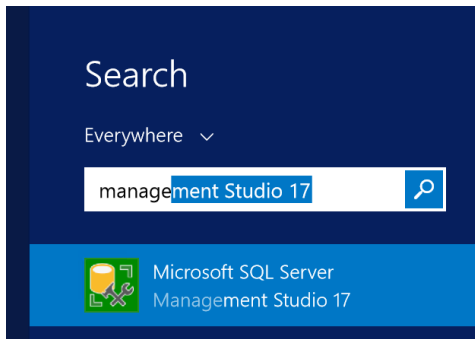 Search
Everywhere
management Studio 17
Microsoft SQL Server
Management Studio 17